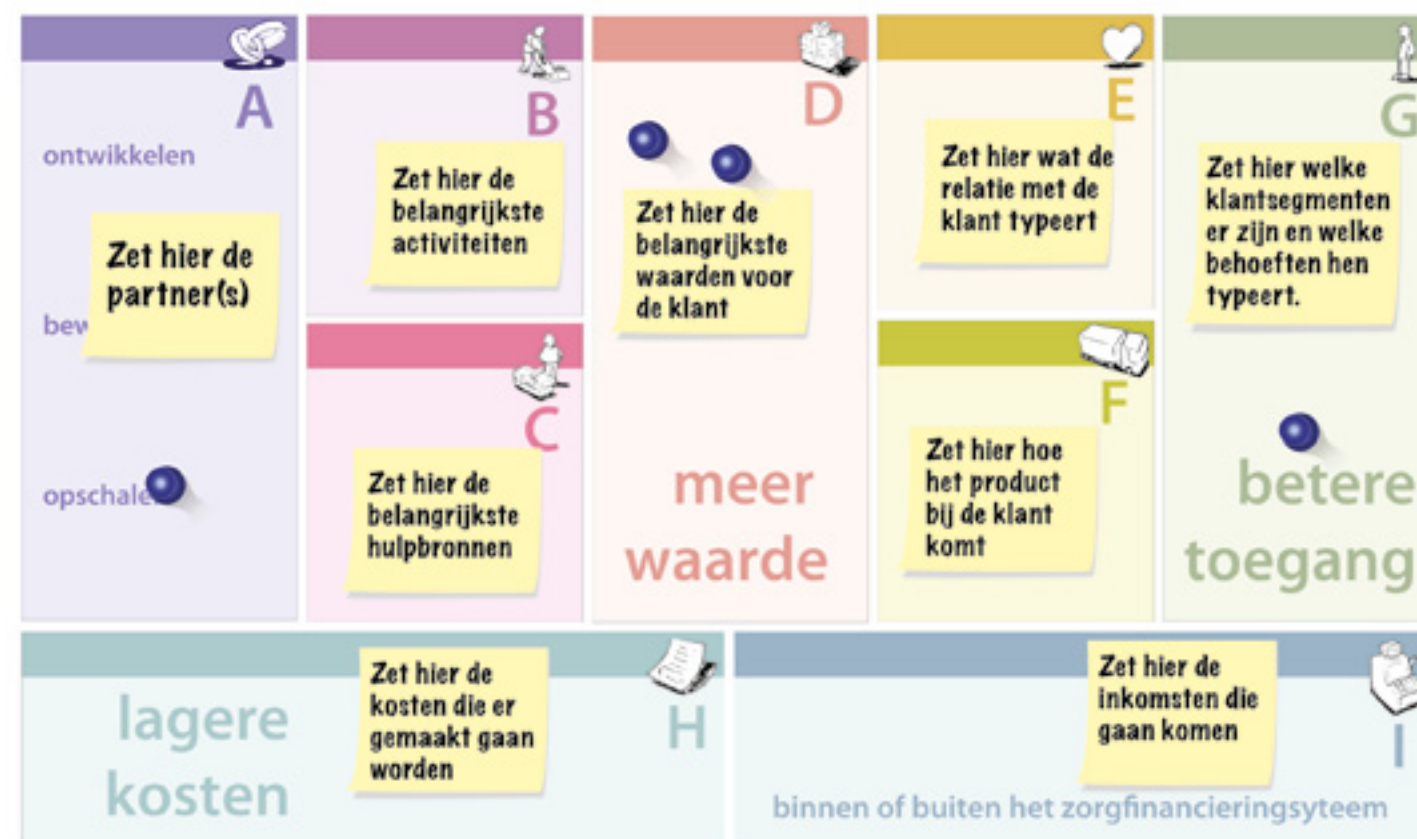 A
ontwikkelen
Zet hier de
partner(s)
opschale
B
Zet hier de
belangrijkste
activiteiten
C
Zet hier de
belangrijkste
hulpbronnen
D
Zet hier de
belangrijkste
waarden voor
de klant
meer
waarde
E
Zet hier wat de
relatie met de
klant typeert
F
Zet hier hoe
het product
bij de klant
komt
G
Zet hier welke
klantsegmenten
er zijn en welke
behoeften hen
typeert.
betere
toegang
H
lagere
kosten
Zet hier de
kosten die er
gemaakt gaan
worden
I
Zet hier de
inkomsten die
gaan komen
binnen of buiten het zorgfinancieringsyteem